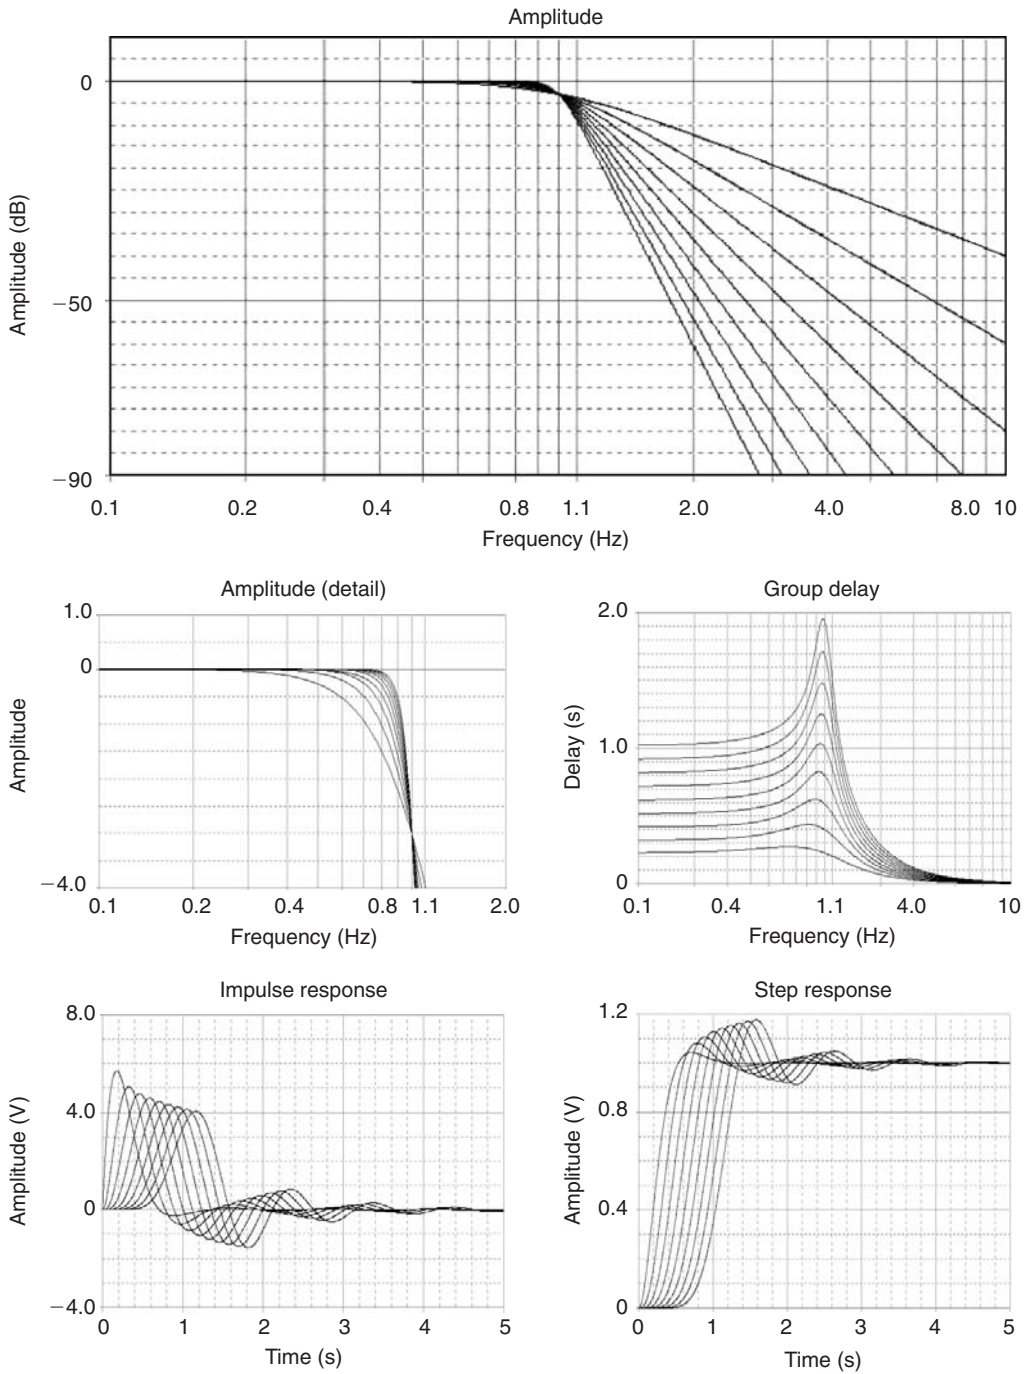 Amplitude
Amplitude (dB)
0
−50
−90
0.1 0.2 0.4 0.8 1.1 2.0 4.0 8.0 10
Frequency (Hz)
Amplitude (detail)
Amplitude
1.0
0
−4.0
0.1 0.2 0.4 0.8 1.1 2.0
Frequency (Hz)
Group delay
Delay (s)
2.0
1.0
0
0.1 0.4 1.1 4.0 10
Frequency (Hz)
Impulse response
Amplitude (V)
8.0
4.0
0
−4.0
0 1 2 3 4 5
Time (s)
Step response
Amplitude (V)
1.2
0.8
0.4
0
0 1 2 3 4 5
Time (s)